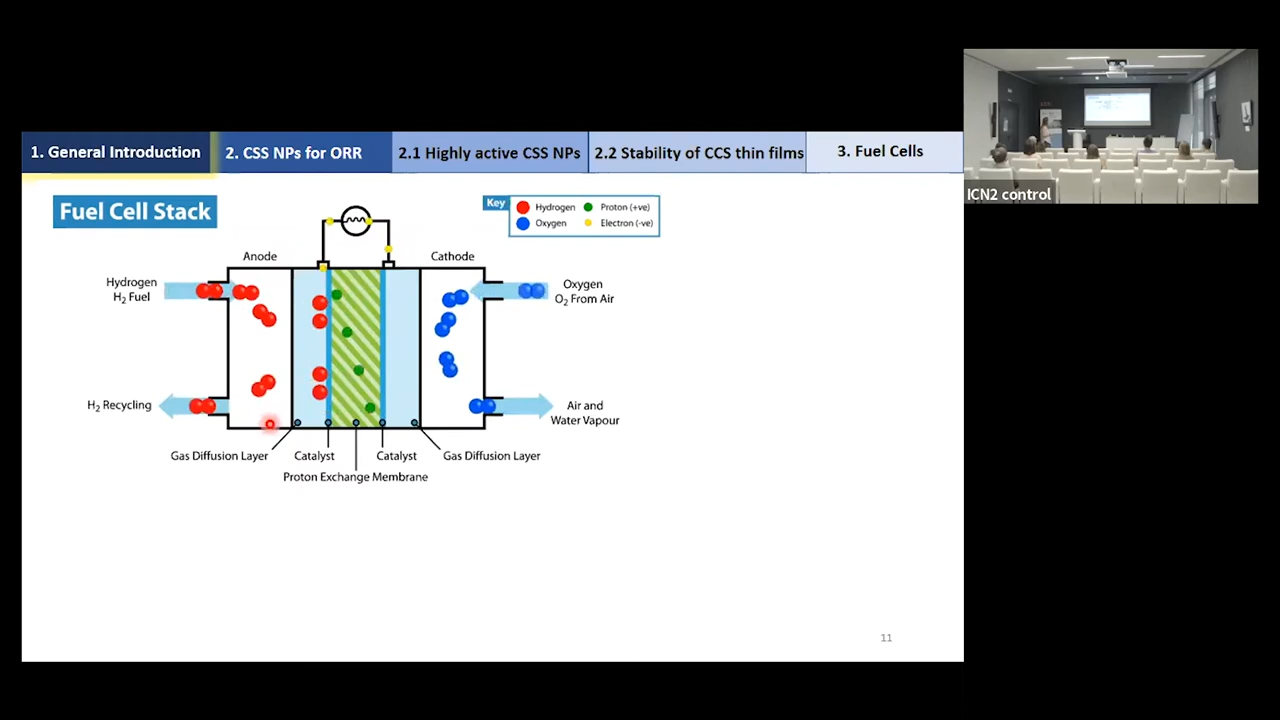 1. General Introduction
2. CSS NPs for ORR
2.1 Highly active CSS NPs
2.2 Stability of CCS thin films
3. Fuel Cells
ICN2 control
Fuel Cell Stack
Key
Hydrogen
Proton (+ve)
Oxygen
Electron (-ve)
Anode
Cathode
Hydrogen
H₂ Fuel
Oxygen
O₂ From Air
H₂ Recycling
Air and
Water Vapour
Gas Diffusion Layer
Catalyst
Catalyst
Gas Diffusion Layer
Proton Exchange Membrane
11